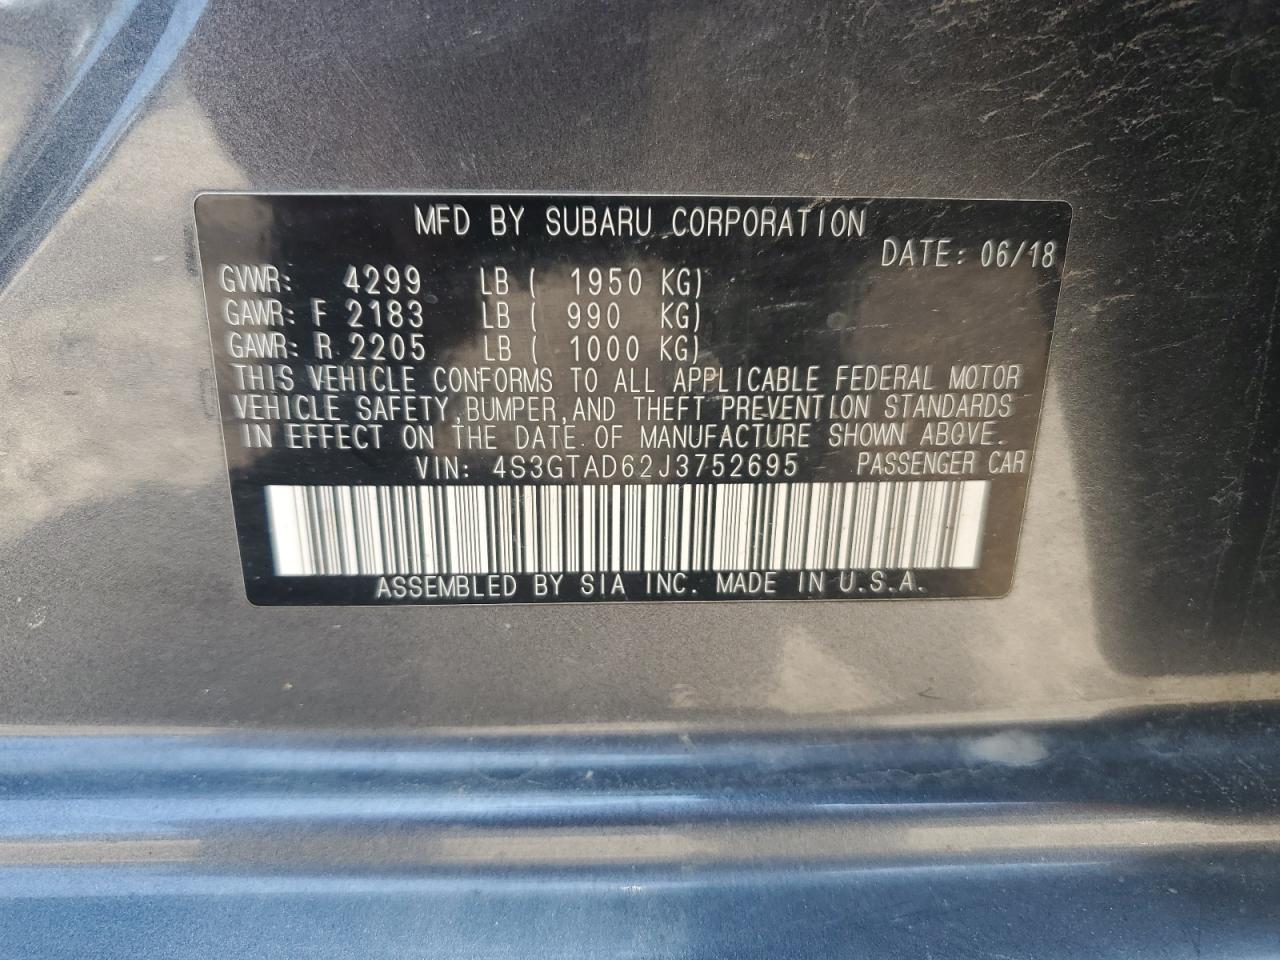 MFD BY SUBARU CORPORATION
DATE: 06/18
GVWR: 4299 LB ( 1950 KG)
GAWR: F 2183 LB ( 990 KG)
GAWR: R 2205 LB ( 1000 KG)
THIS VEHICLE CONFORMS TO ALL APPLICABLE FEDERAL MOTOR
VEHICLE SAFETY,BUMPER,AND THEFT PREVENTION STANDARDS
IN EFFECT ON THE DATE OF MANUFACTURE SHOWN ABOVE.
VIN: 4S3GTAD62J3752695 PASSENGER CAR
ASSEMBLED BY SIA INC. MADE IN U.S.A.